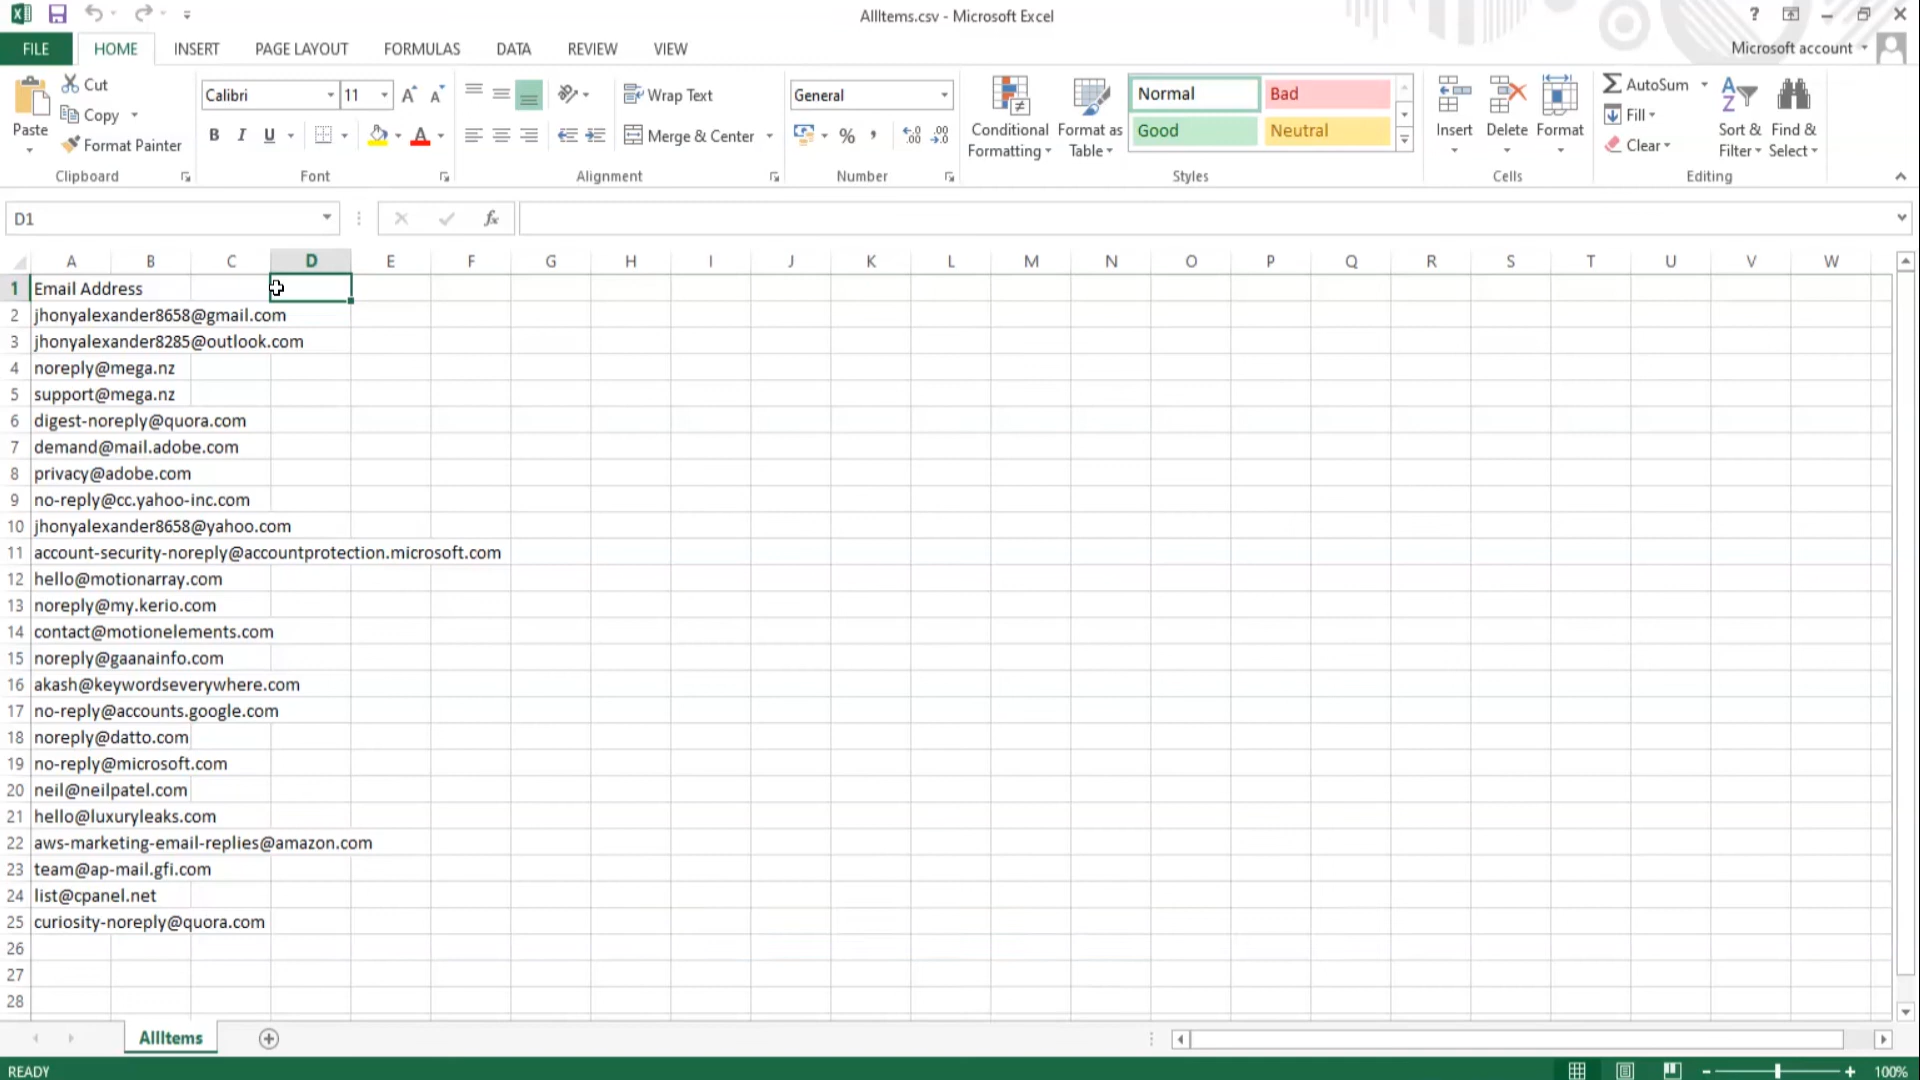 AllItems.csv - Microsoft Excel
?
FILE HOME INSERT PAGE LAYOUT FORMULAS DATA REVIEW VIEW Microsoft account
Paste
Cut
Copy
Format Painter
Clipboard
Calibri 11
B I U
Font
Wrap Text
Merge & Center
Alignment
General
%
Number
Conditional Formatting
Format as Table
Normal Bad
Good Neutral
Styles
Insert Delete Format
Cells
AutoSum
Fill
Clear
Sort & Filter
Find & Select
Editing
D1 fx
A B C D E F G H I J K L M N O P Q R S T U V W
1 Email Address
2 jhonyalexander8658@gmail.com
3 jhonyalexander8285@outlook.com
4 noreply@mega.nz
5 support@mega.nz
6 digest-noreply@quora.com
7 demand@mail.adobe.com
8 privacy@adobe.com
9 no-reply@cc.yahoo-inc.com
10 jhonyalexander8658@yahoo.com
11 account-security-noreply@accountprotection.microsoft.com
12 hello@motionarray.com
13 noreply@my.kerio.com
14 contact@motionelements.com
15 noreply@gaanainfo.com
16 akash@keywordseverywhere.com
17 no-reply@accounts.google.com
18 noreply@datto.com
19 no-reply@microsoft.com
20 neil@neilpatel.com
21 hello@luxuryleaks.com
22 aws-marketing-email-replies@amazon.com
23 team@ap-mail.gfi.com
24 list@cpanel.net
25 curiosity-noreply@quora.com
26
27
28
AllItems
READY 100%